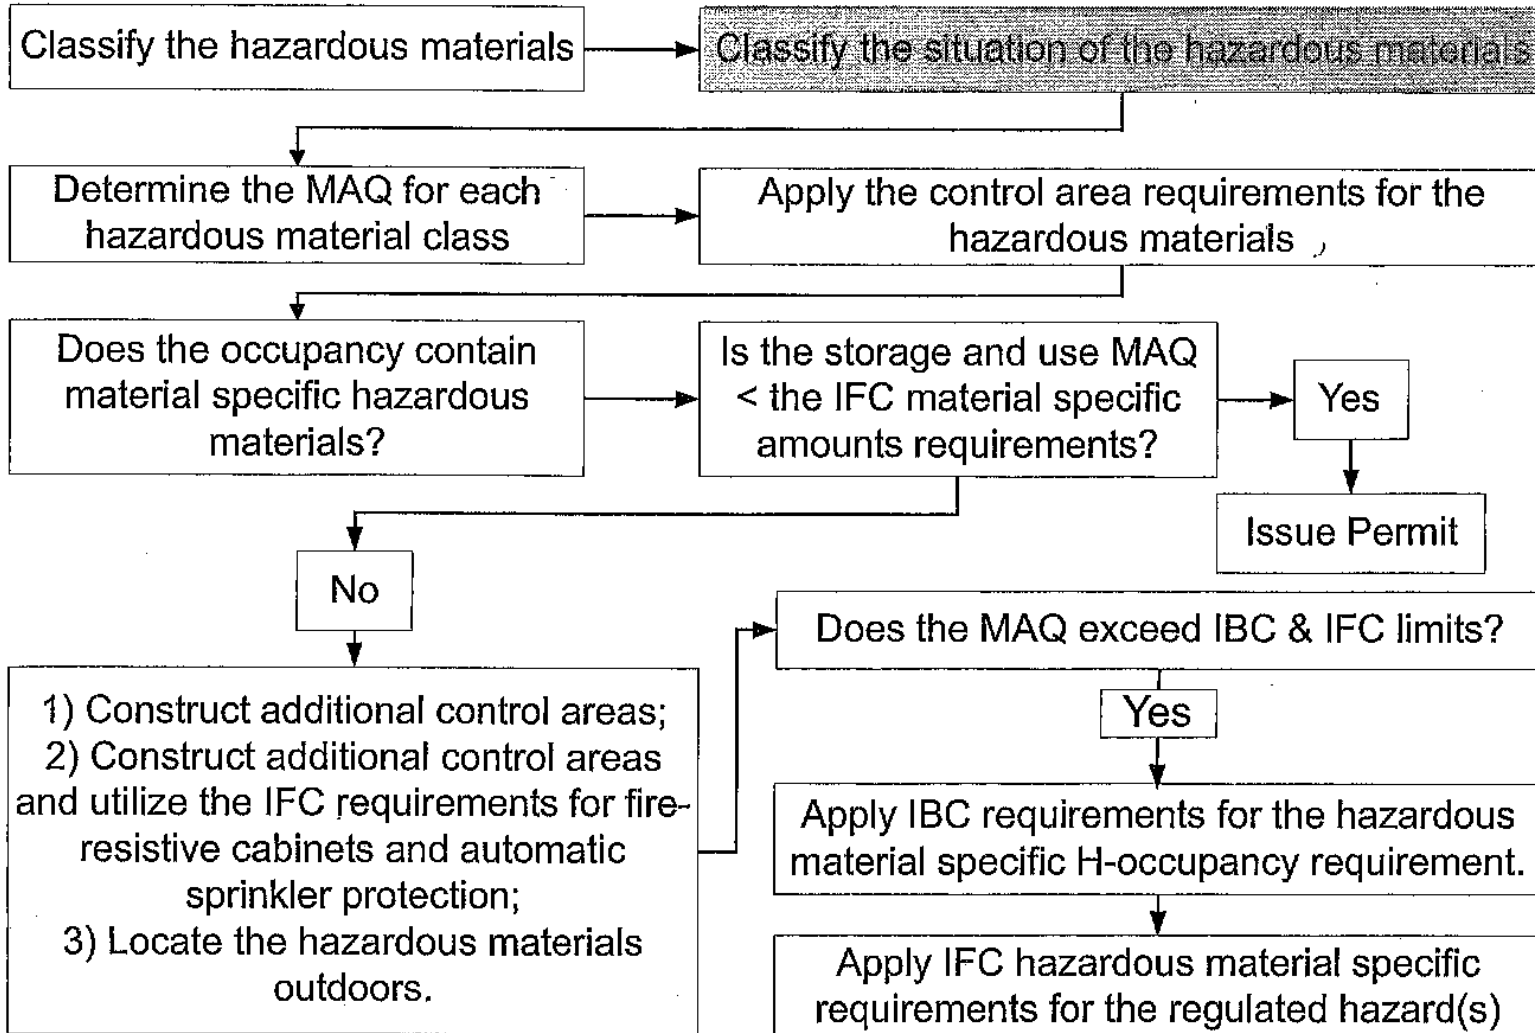 Classify the hazardous materials
Classify the situation of the hazardous materials
Determine the MAQ for each
hazardous material class
Apply the control area requirements for the
hazardous materials
Does the occupancy contain
material specific hazardous
materials?
Is the storage and use MAQ
< the IFC material specific
amounts requirements?
Yes
Issue Permit
No
1) Construct additional control areas;
2) Construct additional control areas
and utilize the IFC requirements for fire-
resistive cabinets and automatic
sprinkler protection;
3) Locate the hazardous materials
outdoors.
Does the MAQ exceed IBC & IFC limits?
Yes
Apply IBC requirements for the hazardous
material specific H-occupancy requirement.
Apply IFC hazardous material specific
requirements for the regulated hazard(s)